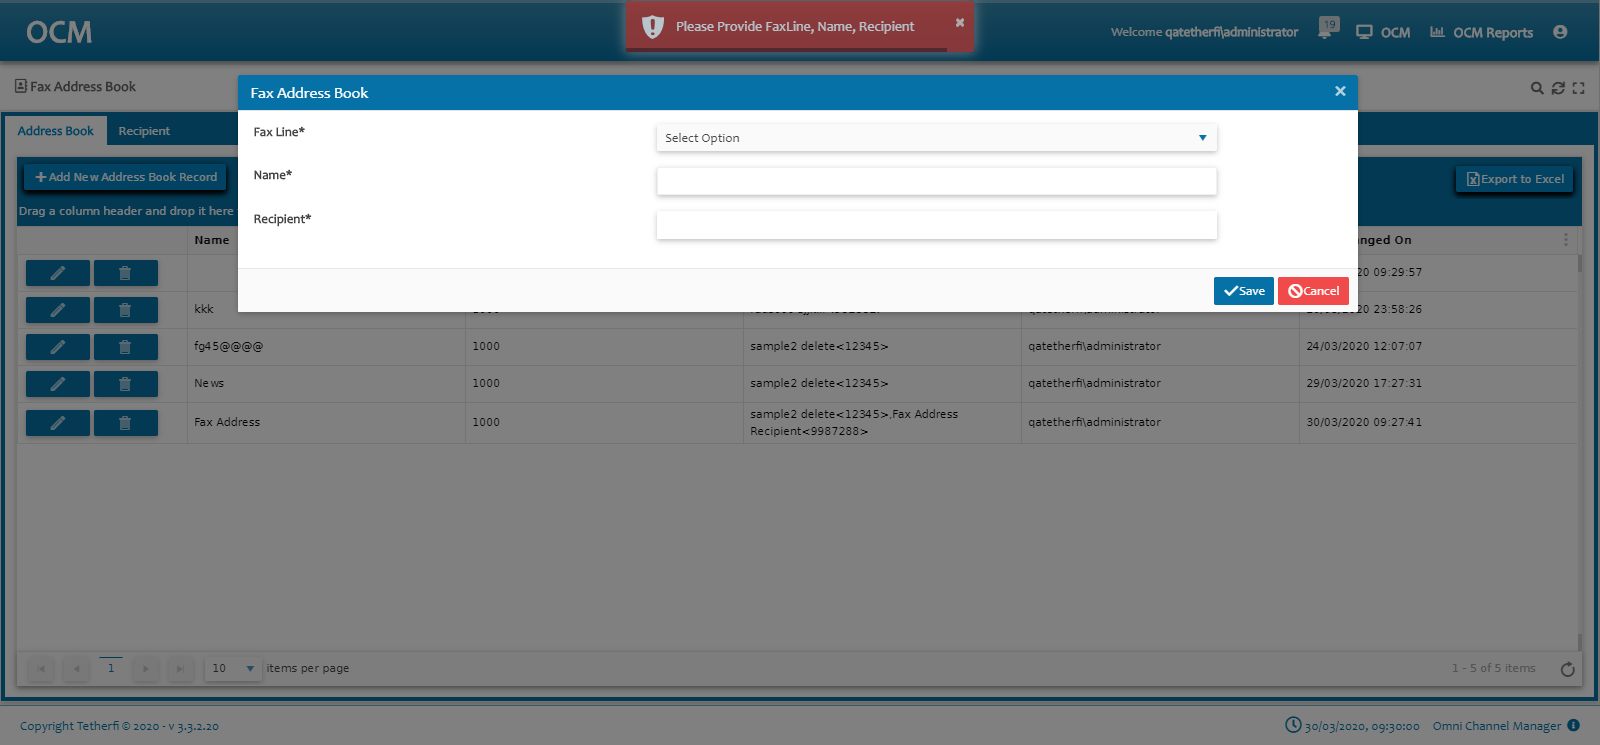 OCM
Please Provide FaxLine, Name, Recipient
Welcome qatetherfi\administrator
19
OCM
OCM Reports
Fax Address Book
Fax Address Book
Address Book
Recipient
Fax Line*
Select Option
Name*
Recipient*
Save
Cancel
Add New Address Book Record
Export to Excel
Drag a column header and drop it here
Name
nged On
20 09:29:57
kkk
23:58:26
fg45@@@@ 1000 sample2 delete<12345> qatetherfi\administrator 24/03/2020 12:07:07
News 1000 sample2 delete<12345> qatetherfi\administrator 29/03/2020 17:27:31
Fax Address 1000 sample2 delete<12345>,Fax Address qatetherfi\administrator 30/03/2020 09:27:41
Recipient<9987288>
1
10
items per page
1 - 5 of 5 items
Copyright Tetherfi © 2020 - v 3.3.2.20
30/03/2020, 09:30:00
Omni Channel Manager